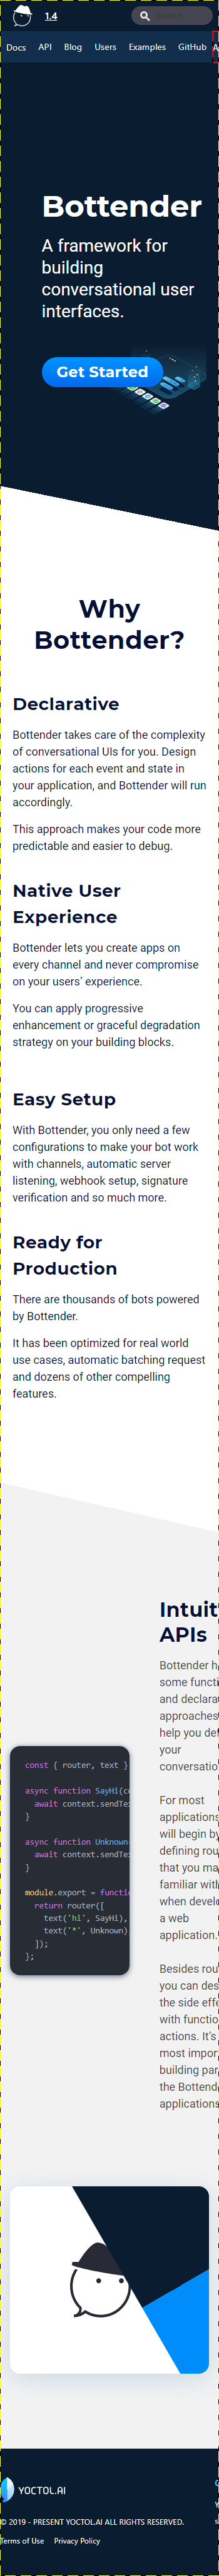 1.4
Search
Docs API Blog Users Examples GitHub A
Bottender
A framework for
building
conversational user
interfaces.
Get Started
Why
Bottender?
Declarative
Bottender takes care of the complexity
of conversational UIs for you. Design
actions for each event and state in
your application, and Bottender will run
accordingly.
This approach makes your code more
predictable and easier to debug.
Native User
Experience
Bottender lets you create apps on
every channel and never compromise
on your users’ experience.
You can apply progressive
enhancement or graceful degradation
strategy on your building blocks.
Easy Setup
With Bottender, you only need a few
configurations to make your bot work
with channels, automatic server
listening, webhook setup, signature
verification and so much more.
Ready for
Production
There are thousands of bots powered
by Bottender.
It has been optimized for real world
use cases, automatic batching request
and dozens of other compelling
features.
Intuit
APIs
Bottender h
some functi
and declara
approaches
help you de
your
conversatio
For most
applications
will begin by
defining rou
that you ma
familiar with
when develo
a web
application.
Besides rou
you can des
the side effe
with functio
actions. It’s
most impor
building par
the Bottend
applications
const { router, text }
async function SayHi(co
await context.sendTe
}
async function Unknown
await context.sendTex
}
module.export = functio
return router([
text('hi', SayHi),
text('*', Unknown)
]);
};
YOCTOL.AI
© 2019 - PRESENT YOCTOL.AI ALL RIGHTS RESERVED.
Terms of Use Privacy Policy